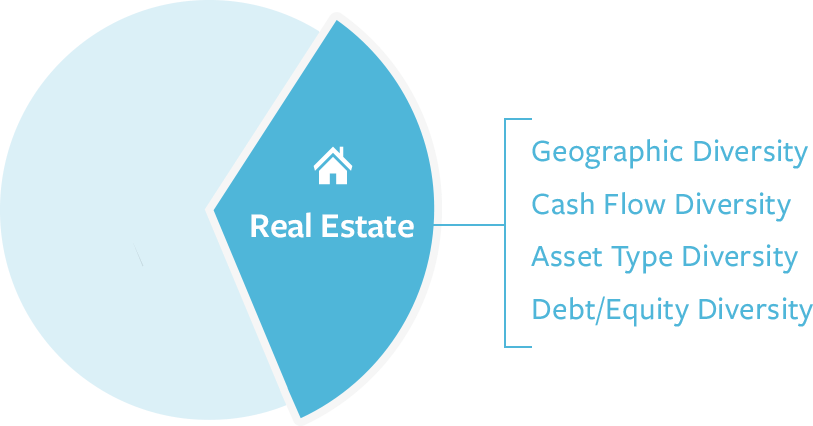 Real Estate
Geographic Diversity
Cash Flow Diversity
Asset Type Diversity
Debt/Equity Diversity